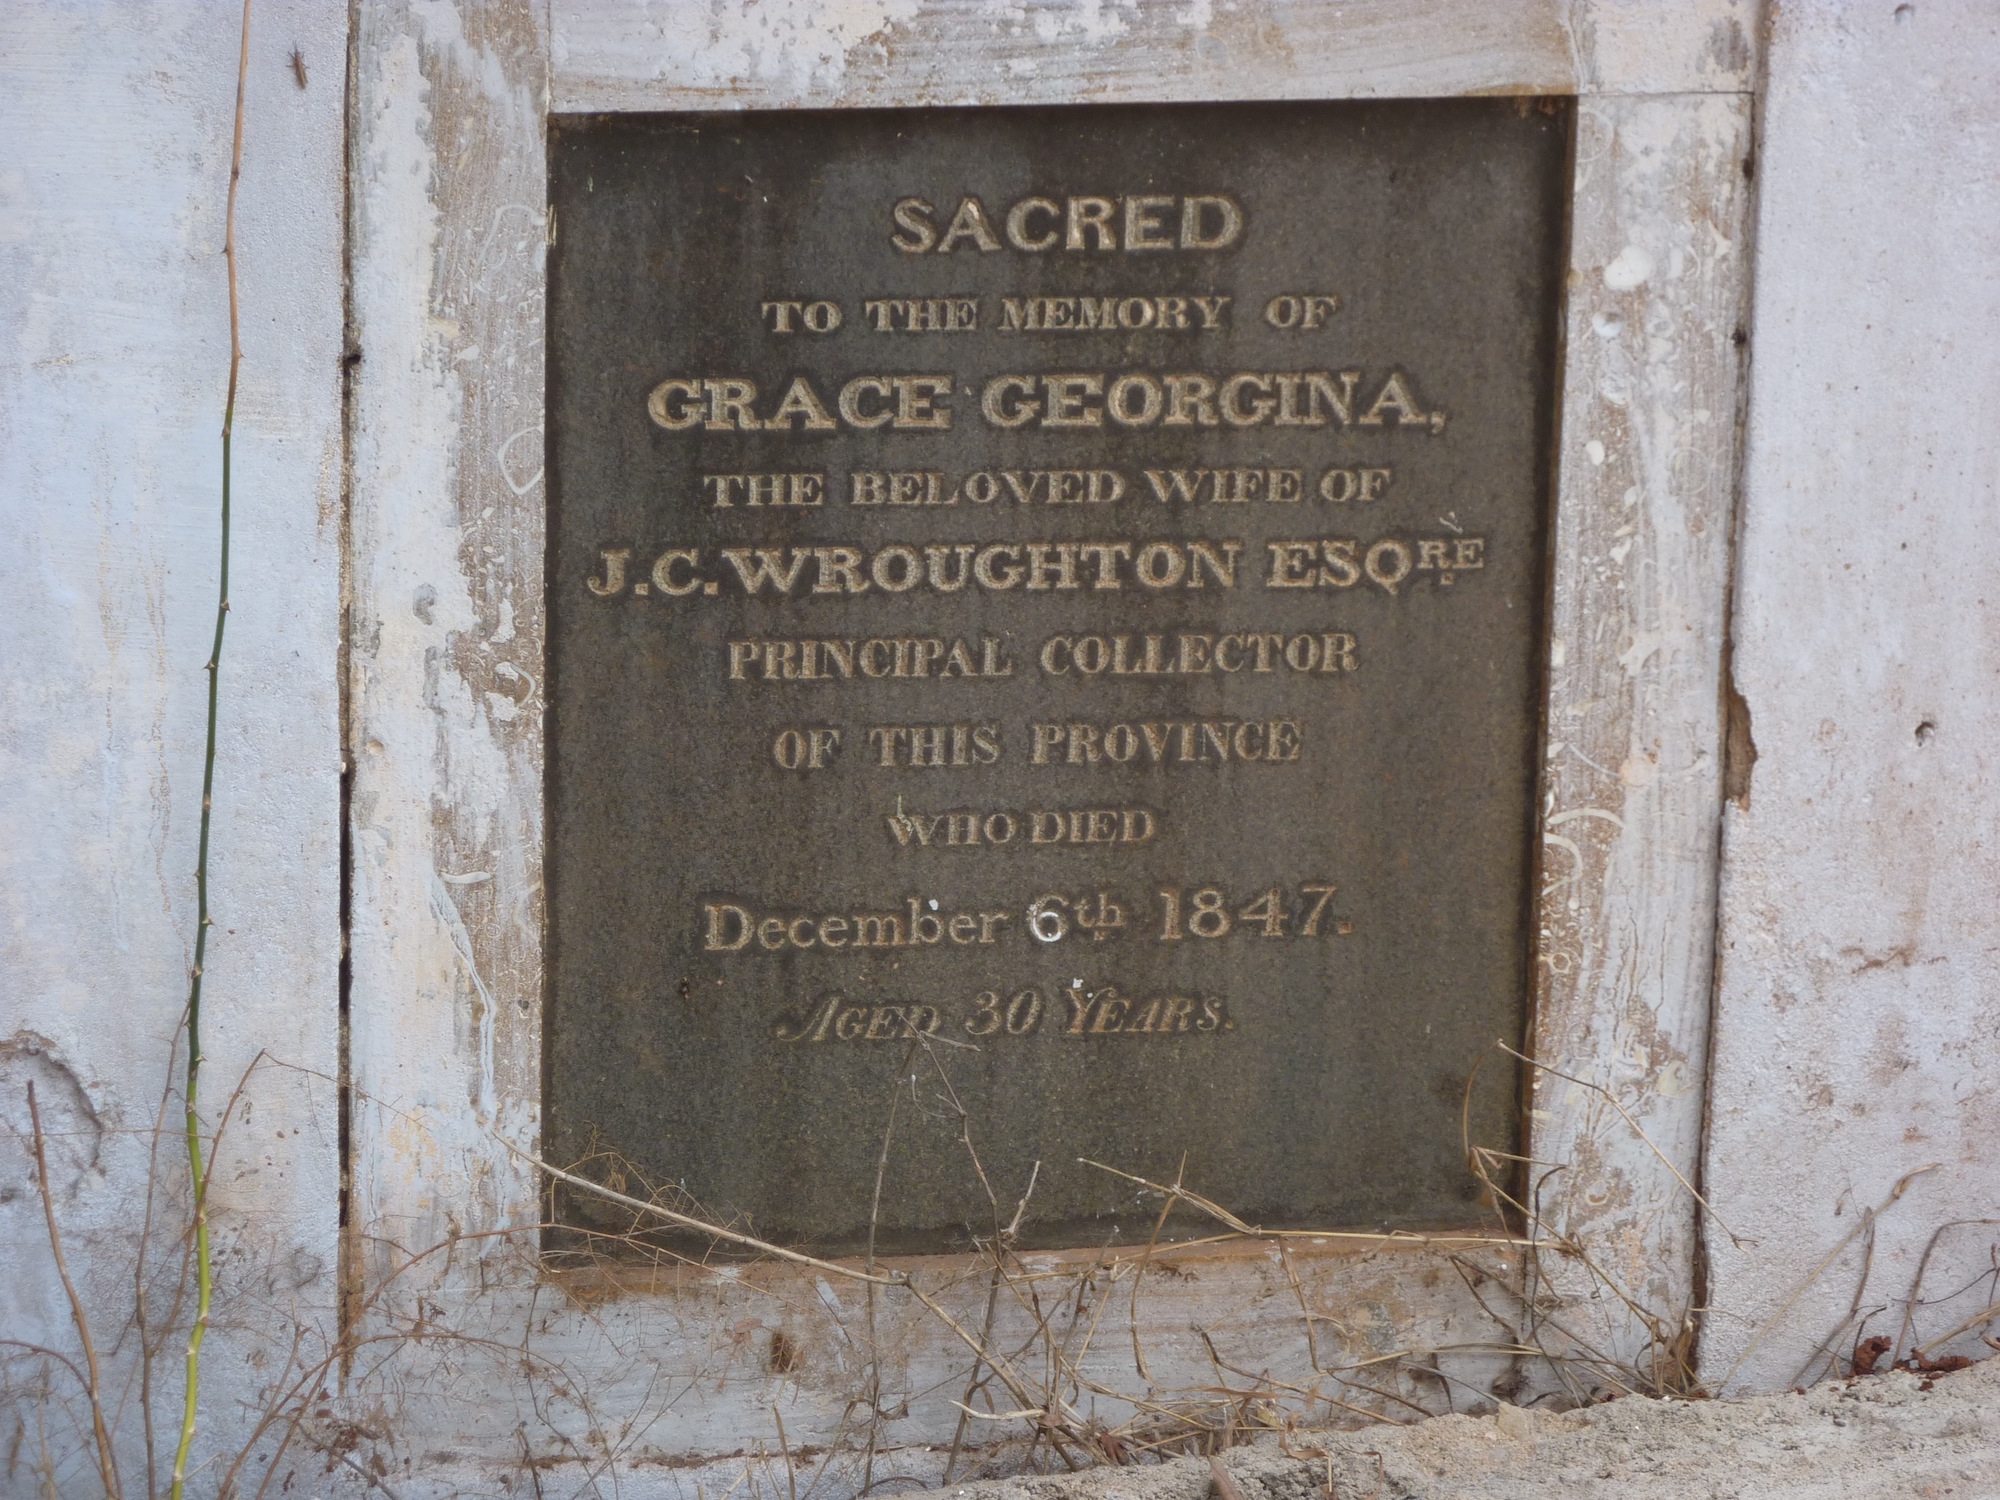 SACRED
TO THE MEMORY OF
GRACE GEORGINA,
THE BELOVED WIFE OF
J.C. WROUGHTON ESQRE
PRINCIPAL COLLECTOR
OF THIS PROVINCE
WHO DIED
December 6th 1847.
AGED 30 YEARS.